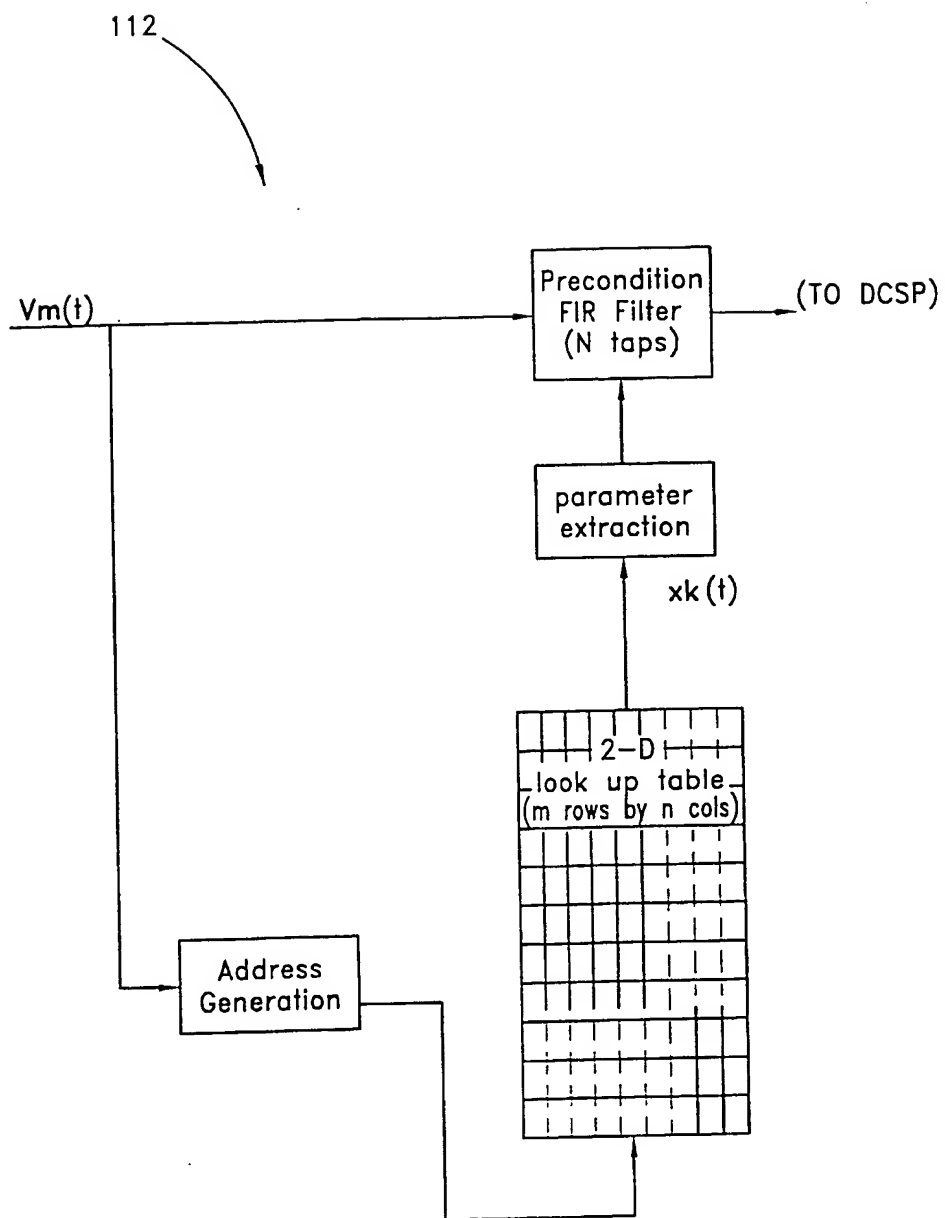 112
Vm(t)
Precondition
FIR Filter
(N taps)
(TO DCSP)
parameter
extraction
xk(t)
2-D
look up table
(m rows by n cols)
Address
Generation